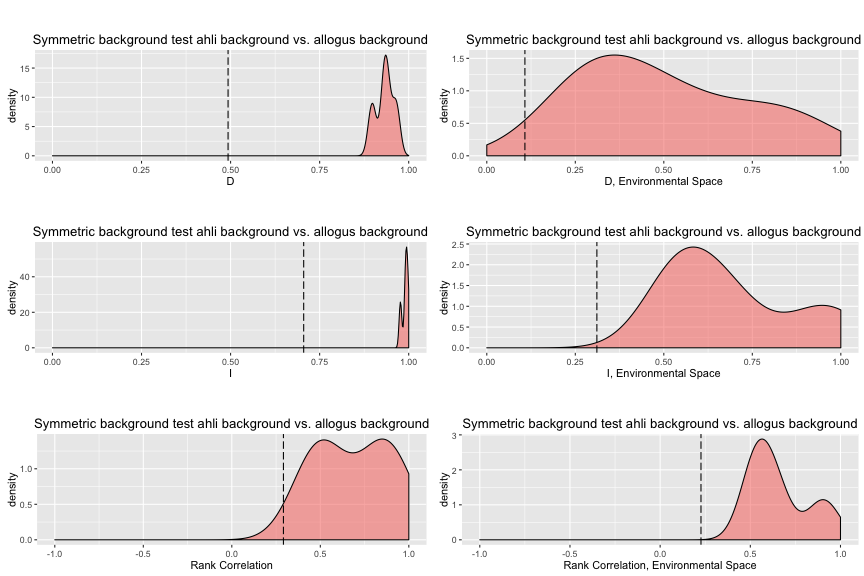 Symmetric background test ahli background vs. allogus background
density
15
10
5
0
0.00 0.25 0.50 0.75 1.00
D
Symmetric background test ahli background vs. allogus background
density
1.5
1.0
0.5
0.0
0.00 0.25 0.50 0.75 1.00
D, Environmental Space
Symmetric background test ahli background vs. allogus background
density
40
20
0
0.00 0.25 0.50 0.75 1.00
I
Symmetric background test ahli background vs. allogus background
density
2.5
2.0
1.5
1.0
0.5
0.0
0.00 0.25 0.50 0.75 1.00
I, Environmental Space
Symmetric background test ahli background vs. allogus background
density
1.0
0.5
0.0
-1.0 -0.5 0.0 0.5 1.0
Rank Correlation
Symmetric background test ahli background vs. allogus background
density
3
2
1
0
-1.0 -0.5 0.0 0.5 1.0
Rank Correlation, Environmental Space